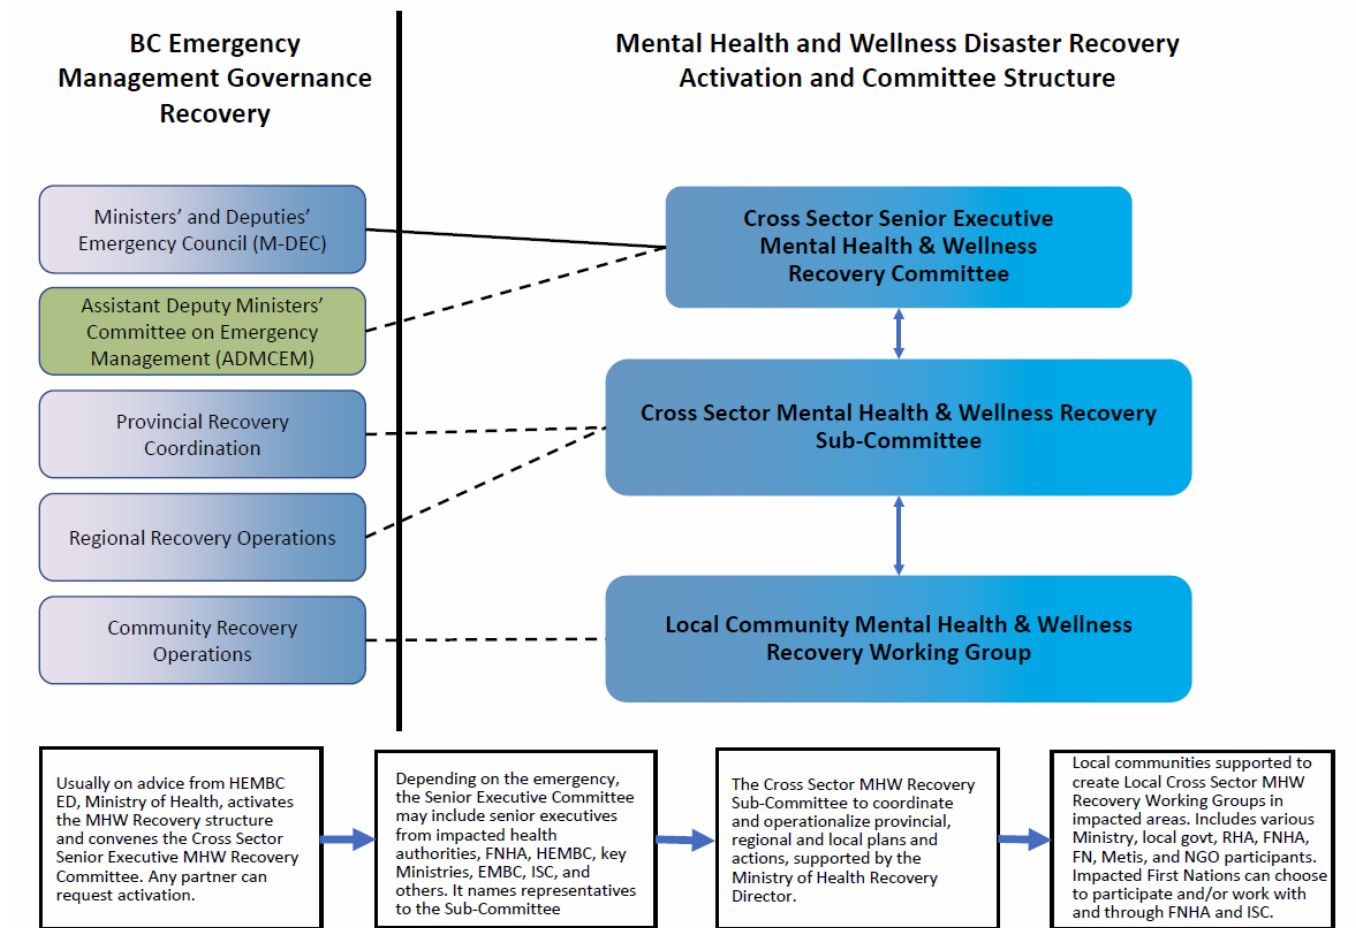 BC Emergency
Management Governance
Recovery
Mental Health and Wellness Disaster Recovery
Activation and Committee Structure
Ministers’ and Deputies’
Emergency Council (M-DEC)
Assistant Deputy Ministers’
Committee on Emergency
Management (ADMCEM)
Provincial Recovery
Coordination
Regional Recovery Operations
Community Recovery
Operations
Cross Sector Senior Executive
Mental Health & Wellness
Recovery Committee
Cross Sector Mental Health & Wellness Recovery
Sub-Committee
Local Community Mental Health & Wellness
Recovery Working Group
Usually on advice from HEMBC
ED, Ministry of Health, activates
the MHW Recovery structure
and convenes the Cross Sector
Senior Executive MHW Recovery
Committee. Any partner can
request activation.
Depending on the emergency,
the Senior Executive Committee
may include senior executives
from impacted health
authorities, FNHA, HEMBC, key
Ministries, EMBC, ISC, and
others. It names representatives
to the Sub-Committee
The Cross Sector MHW Recovery
Sub-Committee to coordinate
and operationalize provincial,
regional and local plans and
actions, supported by the
Ministry of Health Recovery
Director.
Local communities supported to
create Local Cross Sector MHW
Recovery Working Groups in
impacted areas. Includes various
Ministry, local govt, RHA, FNHA,
FN, Metis, and NGO participants.
Impacted First Nations can choose
to participate and/or work with
and through FNHA and ISC.